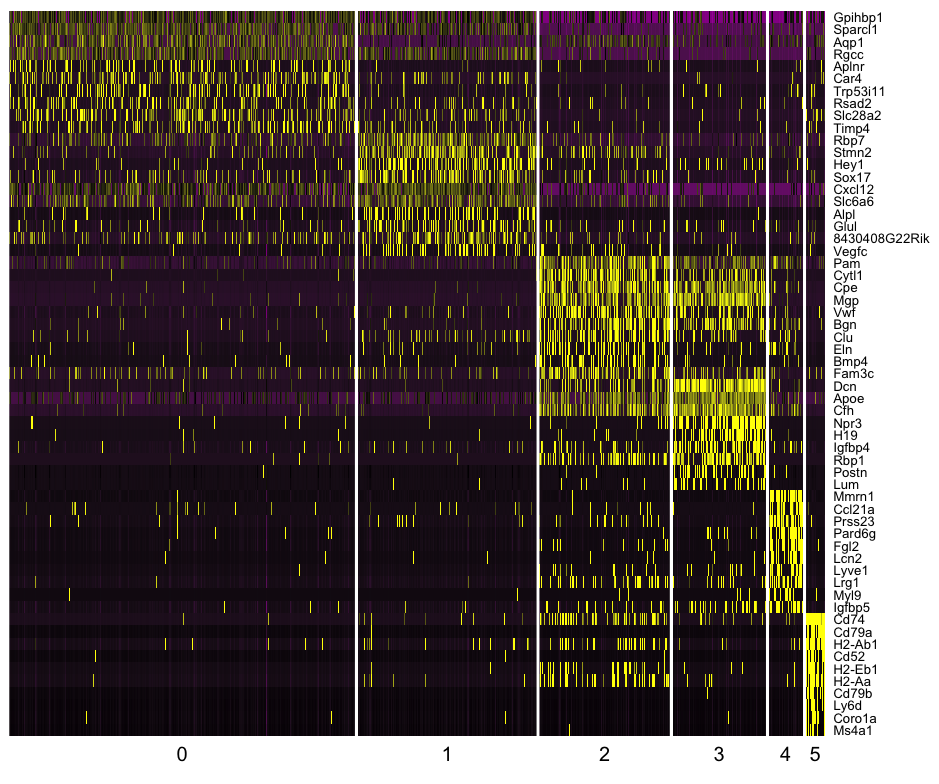 Gpihbp1
Sparcl1
Aqp1
Rgcc
Aplnr
Car4
Trp53i11
Rsad2
Slc28a2
Timp4
Rbp7
Stmn2
Hey1
Sox17
Cxcl12
Slc6a6
Alpl
Glul
8430408G22Rik
Vegfc
Pam
Cytl1
Cpe
Mgp
Vwf
Bgn
Clu
Eln
Bmp4
Fam3c
Dcn
Apoe
Cfh
Npr3
H19
Igfbp4
Rbp1
Postn
Lum
Mmrn1
Ccl21a
Prss23
Pard6g
Fgl2
Lcn2
Lyve1
Lrg1
Myl9
Igfbp5
Cd74
Cd79a
H2-Ab1
Cd52
H2-Eb1
H2-Aa
Cd79b
Ly6d
Coro1a
Ms4a1
0 1 2 3 4 5